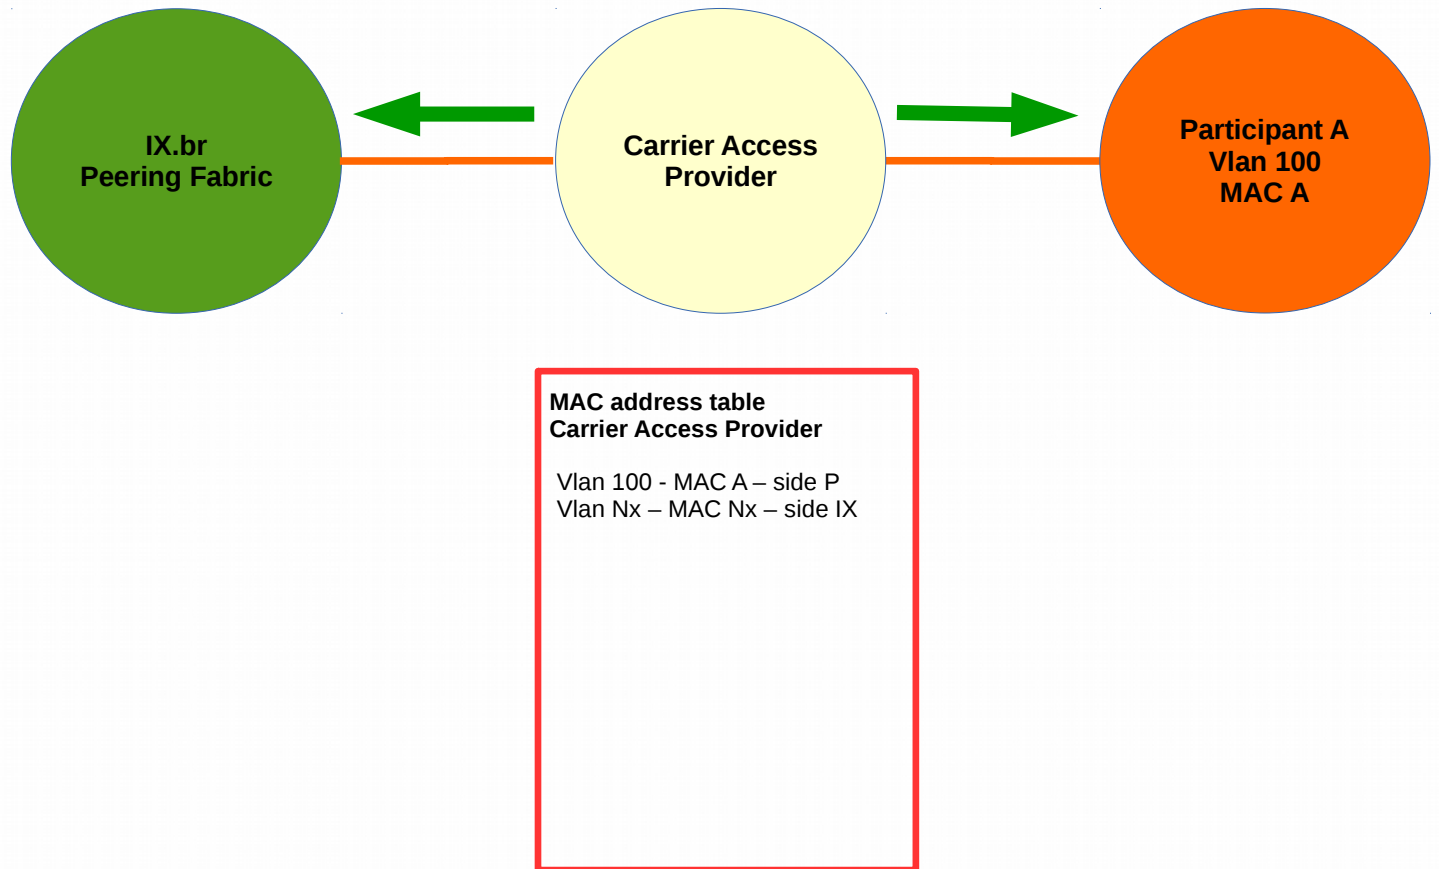 IX.br
Peering Fabric
Carrier Access
Provider
Participant A
Vlan 100
MAC A
MAC address table
Carrier Access Provider
Vlan 100 - MAC A – side P
Vlan Nx – MAC Nx – side IX